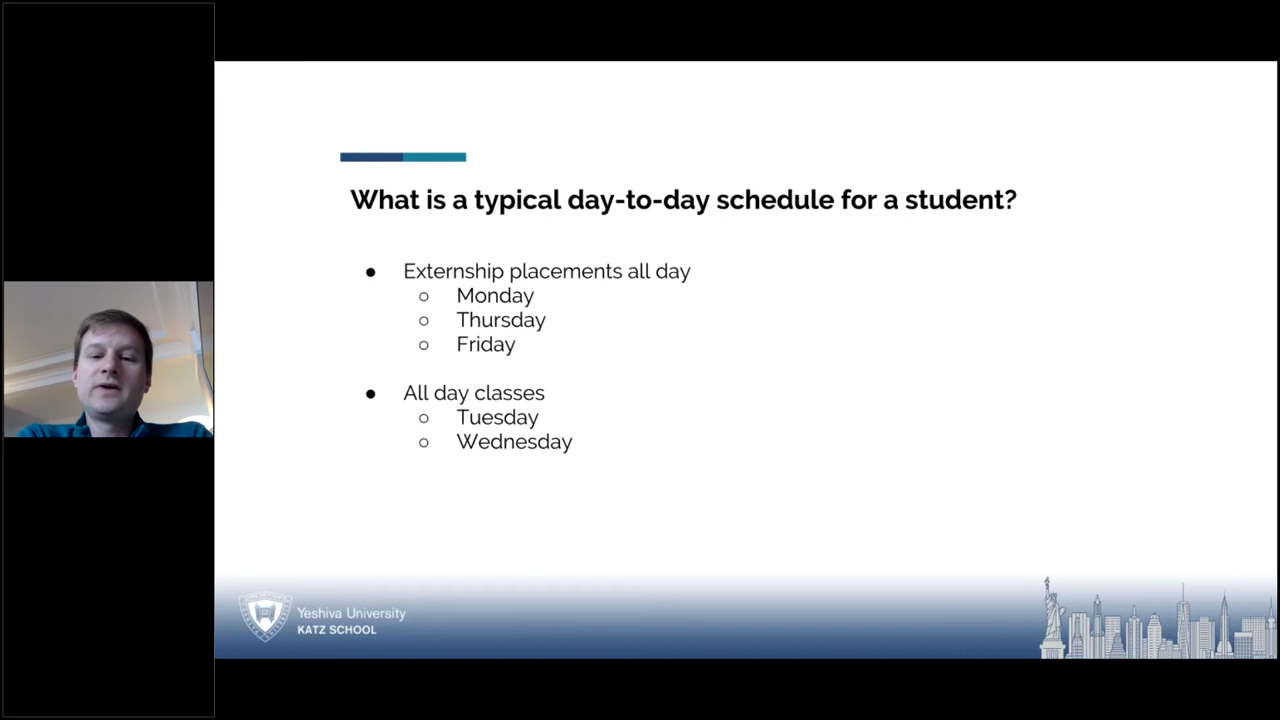 What is a typical day-to-day schedule for a student?
● Externship placements all day
○ Monday
○ Thursday
○ Friday
● All day classes
○ Tuesday
○ Wednesday
Yeshiva University
KATZ SCHOOL